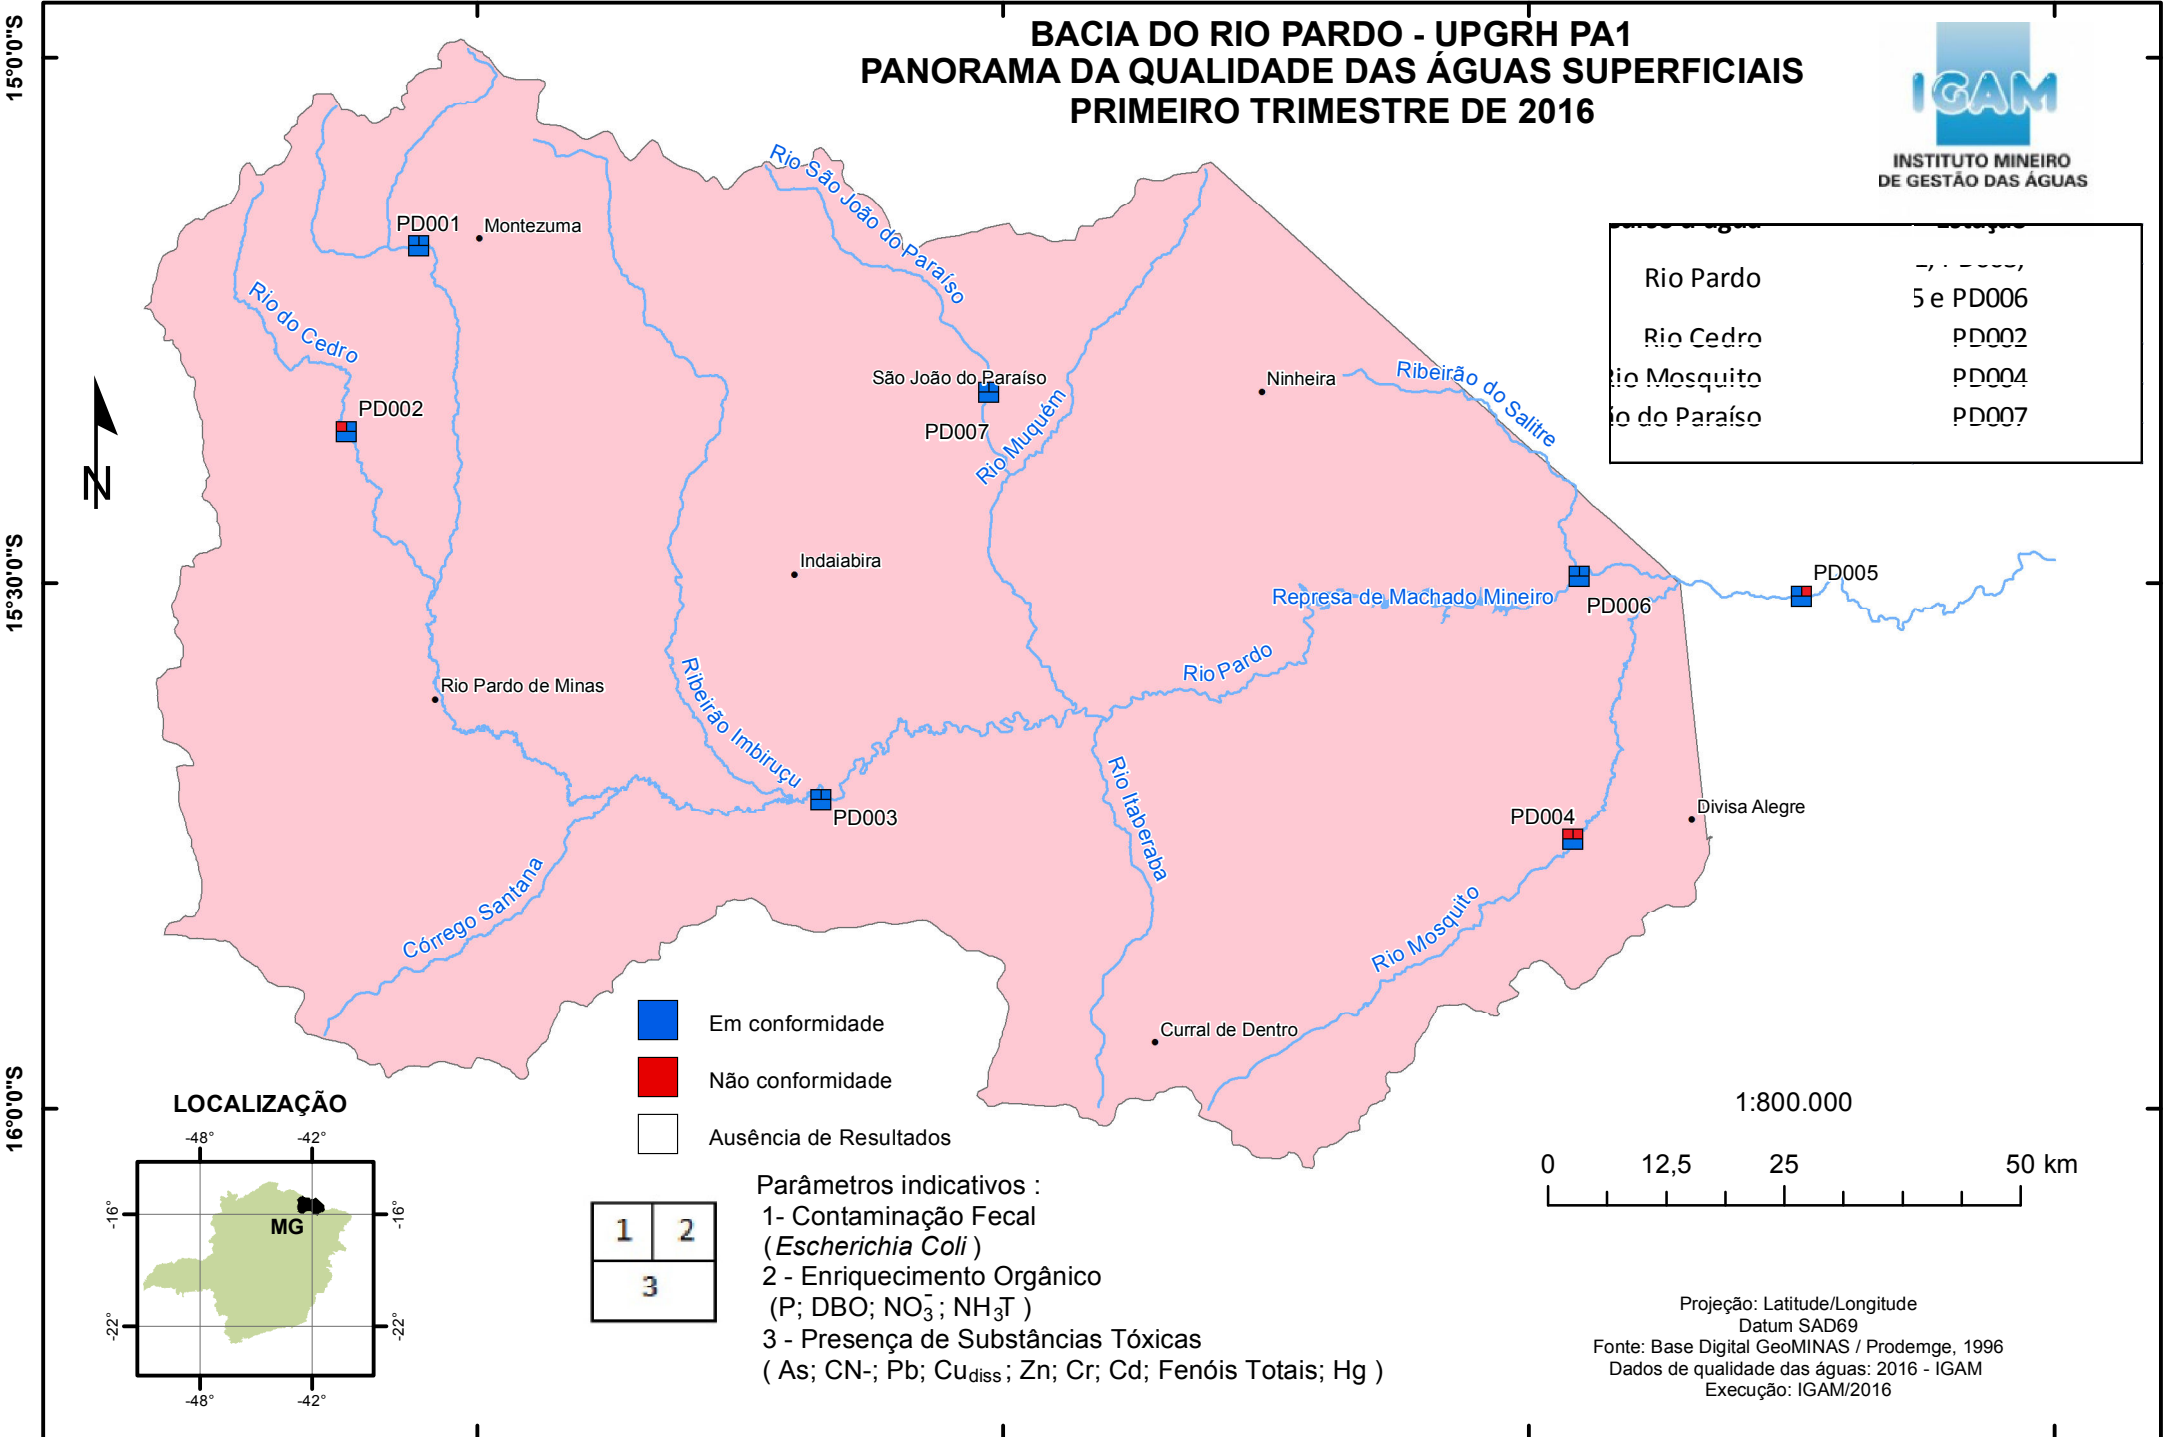 BACIA DO RIO PARDO - UPGRH PA1
PANORAMA DA QUALIDADE DAS ÁGUAS SUPERFICIAIS
PRIMEIRO TRIMESTRE DE 2016
IGAM
INSTITUTO MINEIRO
DE GESTÃO DAS ÁGUAS
15°0'0"S
15°30'0"S
16°0'0"S
N
Rio Pardo
5 e PD006
Rio Cedro PD002
Rio Mosquito PD004
do Paraíso PD007
PD001
Montezuma
Rio São João do Paraíso
Rio do Cedro
PD002
São João do Paraíso
PD007
Rio Muquém
Ninheira
Ribeirão do Salitre
Indaiabira
Represa de Machado Mineiro
PD006
PD005
Rio Pardo de Minas
Ribeirão Imbiruçu
Rio Pardo
PD003
Rio Itaberaba
PD004
Divisa Alegre
Córrego Santana
Rio Mosquito
Curral de Dentro
Em conformidade
Não conformidade
Ausência de Resultados
LOCALIZAÇÃO
-48° -42°
-16° -16°
MG
-22° -22°
-48° -42°
1 2
3
Parâmetros indicativos :
1- Contaminação Fecal
(Escherichia Coli )
2 - Enriquecimento Orgânico
(P; DBO; NO₃⁻; NH₃T )
3 - Presença de Substâncias Tóxicas
( As; CN-; Pb; Cudiss; Zn; Cr; Cd; Fenóis Totais; Hg )
1:800.000
0 12,5 25 50 km
Projeção: Latitude/Longitude
Datum SAD69
Fonte: Base Digital GeoMINAS / Prodemge, 1996
Dados de qualidade das águas: 2016 - IGAM
Execução: IGAM/2016